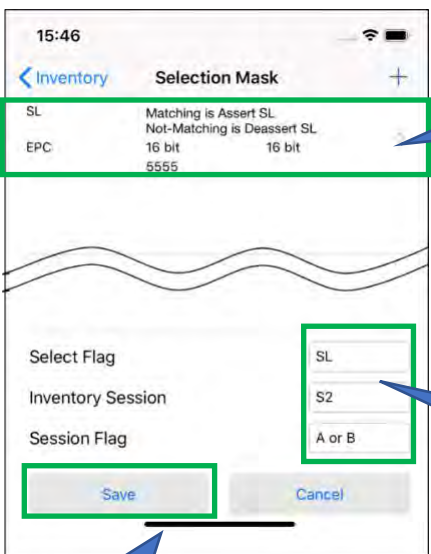 15:46
Inventory Selection Mask +
SL Matching is Assert SL
Not-Matching is Deassert SL
EPC 16 bit 16 bit
5555
Select Flag SL
Inventory Session S2
Session Flag A or B
Save Cancel